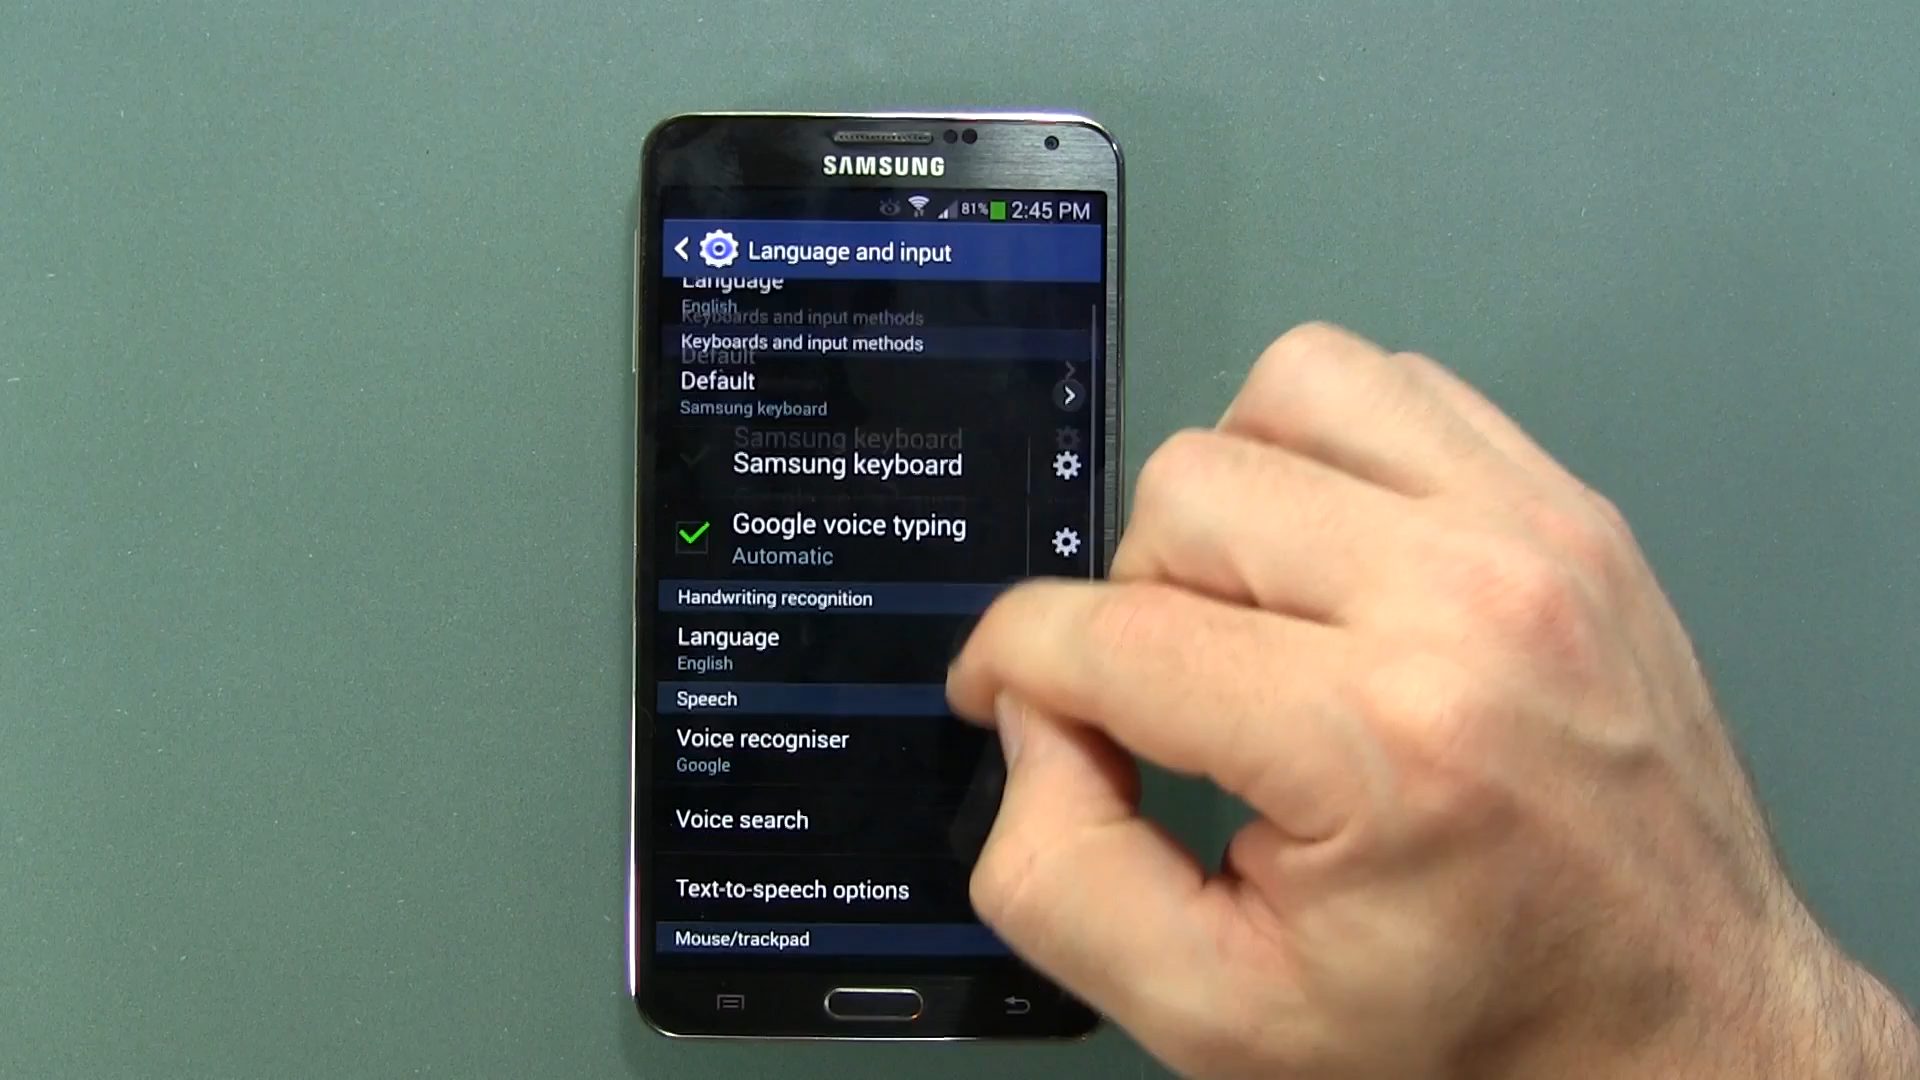 SAMSUNG
81% 2:45 PM
Language and input
Language
English
Keyboards and input methods
Keyboards and input methods
Default
Default
Samsung keyboard
Samsung keyboard
Samsung keyboard
Google voice typing
Automatic
Handwriting recognition
Language
English
Speech
Voice recogniser
Google
Voice search
Text-to-speech options
Mouse/trackpad